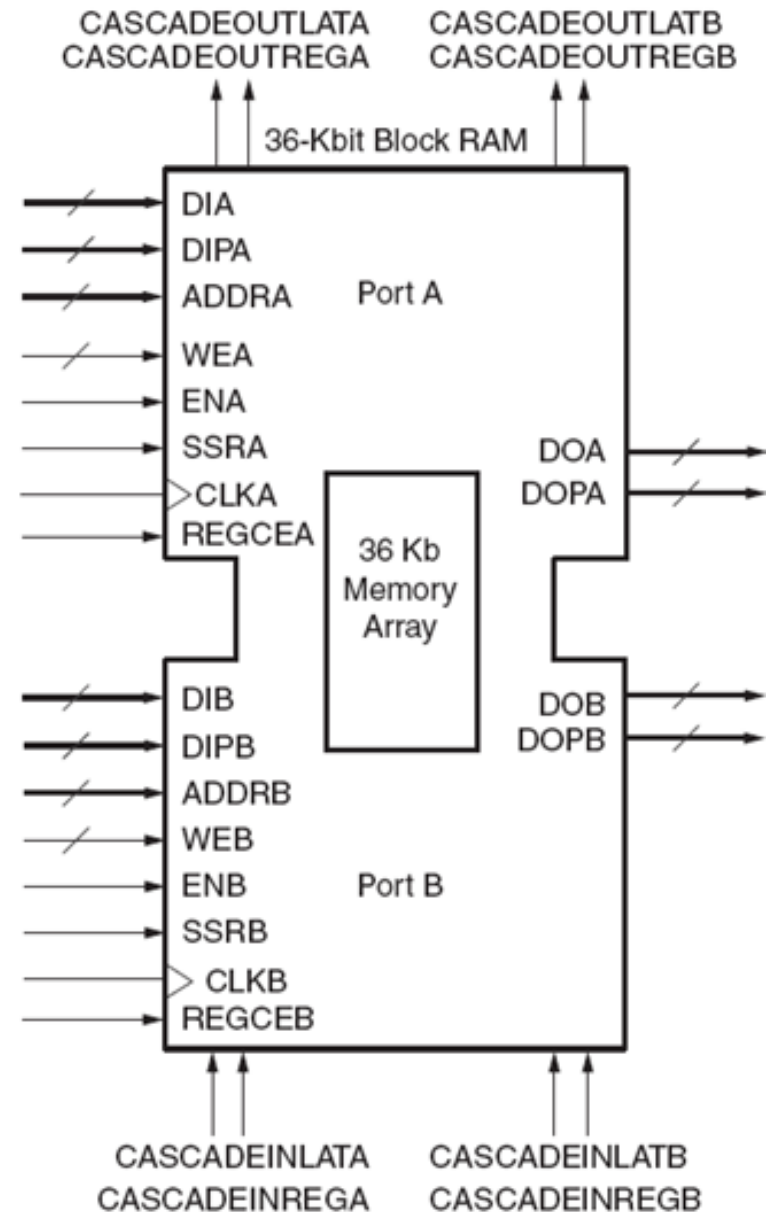 CASCADEOUTLATA CASCADEOUTLATB
CASCADEOUTREGA CASCADEOUTREGB
36-Kbit Block RAM
DIA
DIPA
ADDRA Port A
WEA
ENA
SSRA DOA
CLKA DOPA
REGCEA
36 Kb
Memory
Array
DIB DOB
DIPB DOPB
ADDRB
WEB
ENB Port B
SSRB
CLKB
REGCEB
CASCADEINLATA CASCADEINLATB
CASCADEINREGA CASCADEINREGB